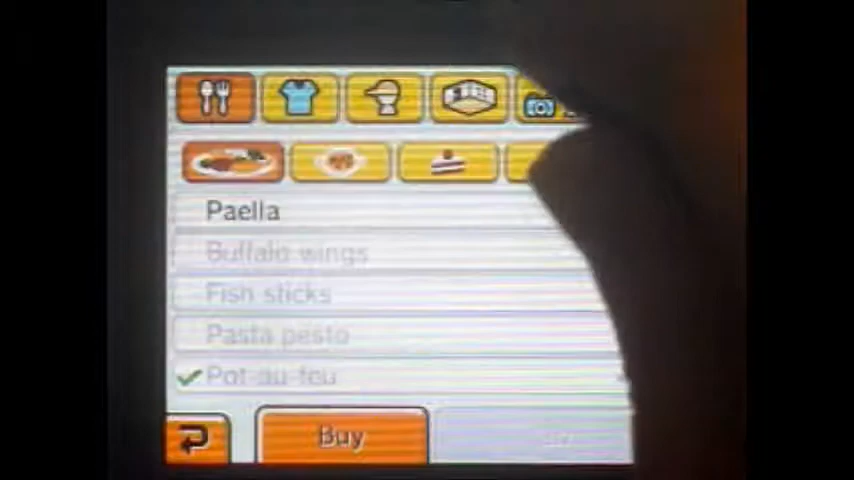 Paella
Buffalo wings
Fish sticks
Pasta pesto
Pot-au-feu
Buy